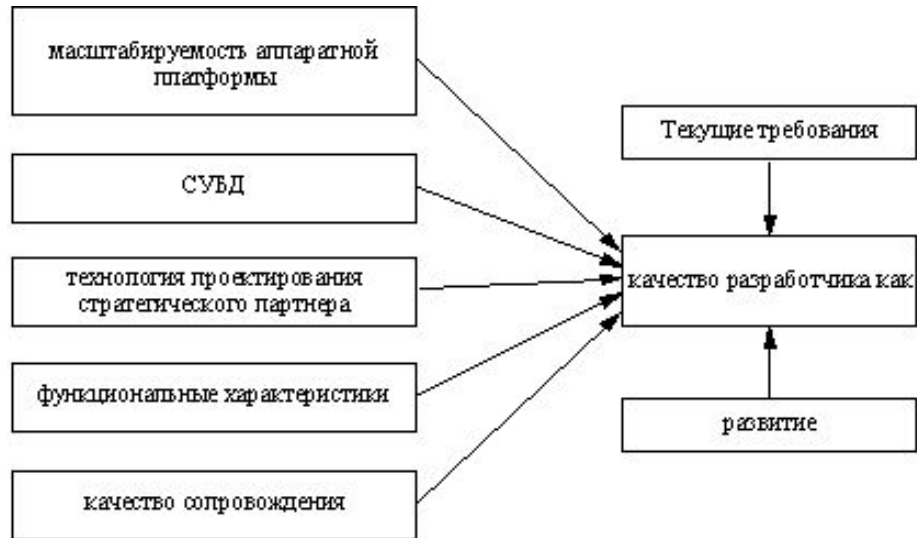 масштабируемость аппаратной
платформы
СУБД
технология проектирования
стратегического партнера
функциональные характеристики
качество сопровождения
Текущие требования
качество разработчика как
развитие